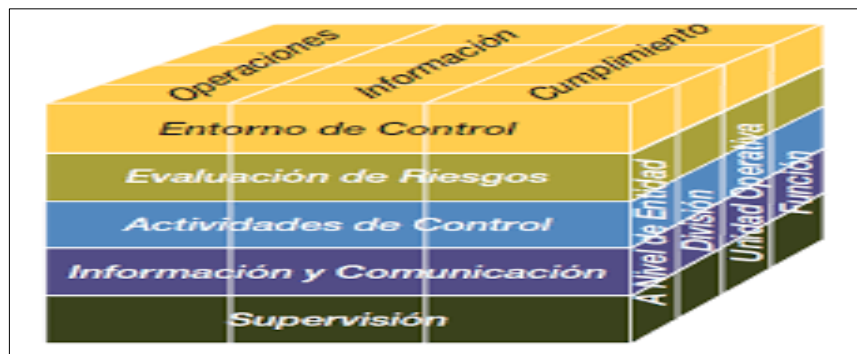 Operaciones
Información
Cumplimiento
Entorno de Control
Evaluación de Riesgos
Actividades de Control
Información y Comunicación
Supervisión
A Nivel de Entidad
División
Unidad Operativa
Función